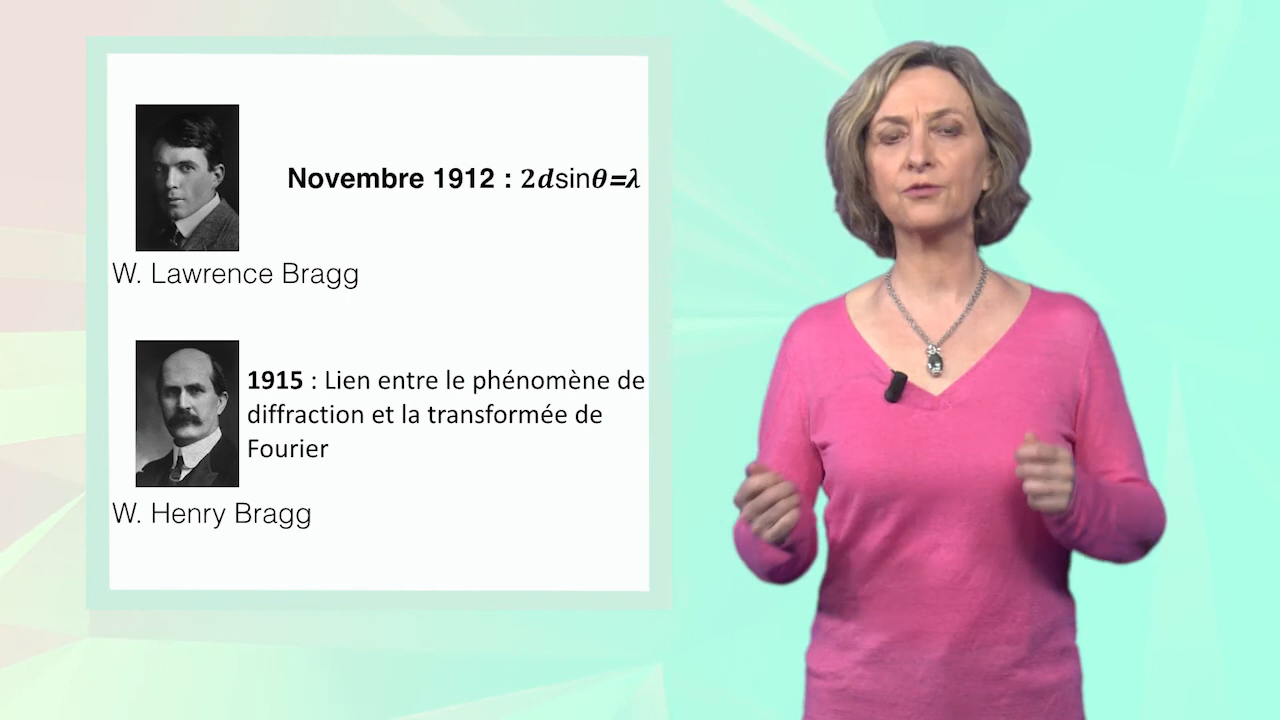 Novembre 1912 : 2dsinθ=λ
W. Lawrence Bragg
1915 : Lien entre le phénomène de
diffraction et la transformée de
Fourier
W. Henry Bragg